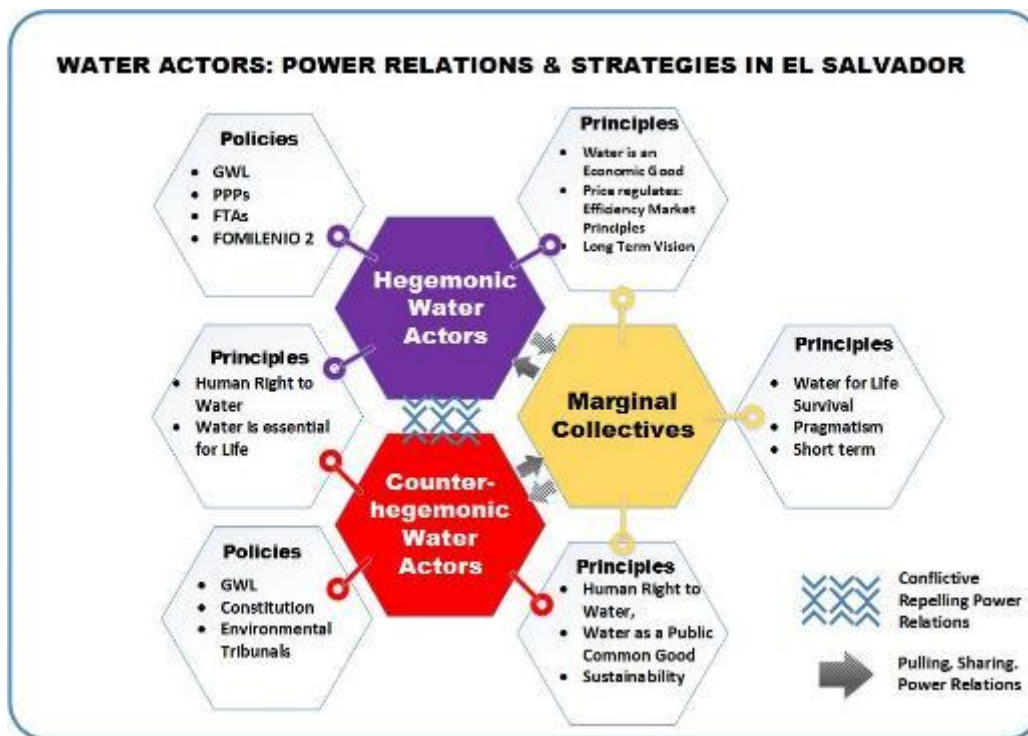 WATER ACTORS: POWER RELATIONS & STRATEGIES IN EL SALVADOR
Policies
• GWL
• PPPs
• FTAs
• FOMILENIO 2
Principles
• Water is an
Economic Good
• Price regulates:
Efficiency Market
Principles
• Long Term Vision
Hegemonic
Water
Actors
Principles
• Human Right to
Water
• Water is essential
for Life
Marginal
Collectives
Principles
• Water for Life
Survival
• Pragmatism
• Short term
Counter-
hegemonic
Water
Actors
Policies
• GWL
• Constitution
• Environmental
Tribunals
Principles
• Human Right to
Water,
• Water as a Public
Common Good
• Sustainability
Conflictive
Repelling Power
Relations
Pulling, Sharing.
Power Relations